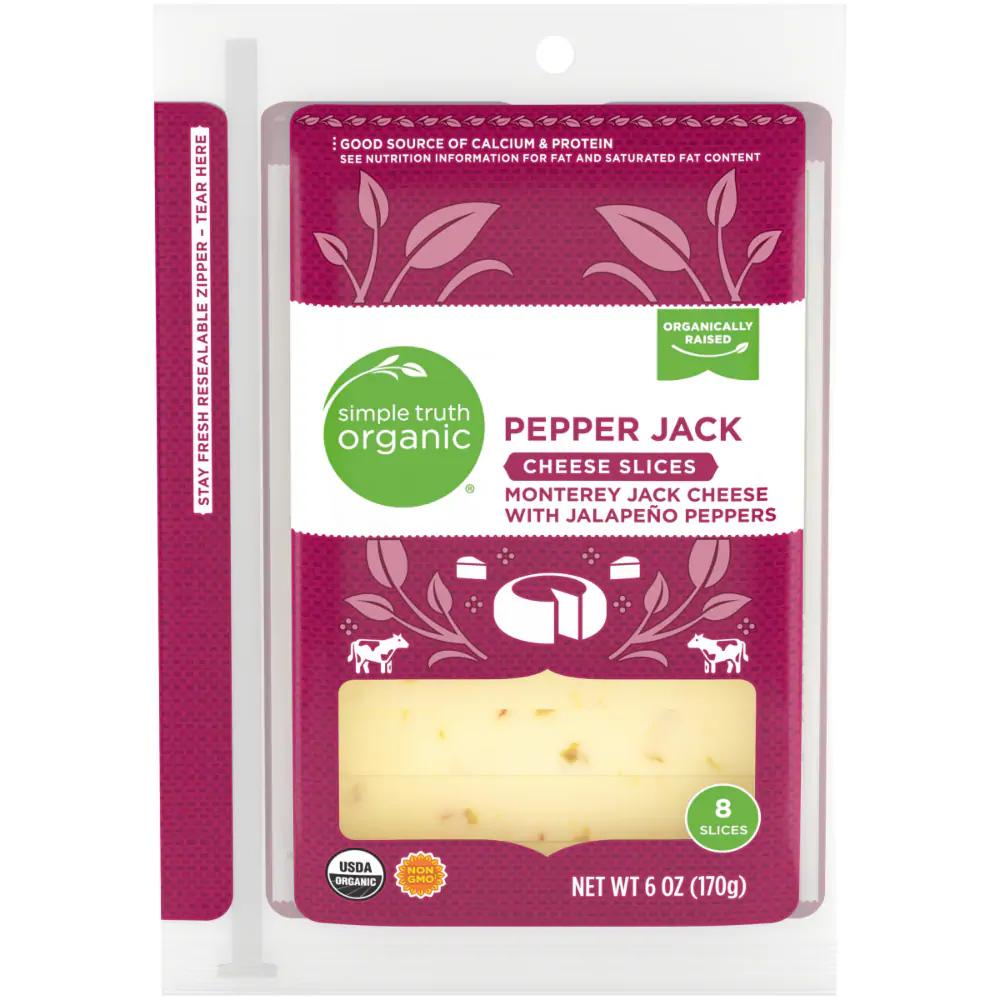 STAY FRESH RESEALABLE ZIPPER - TEAR HERE
GOOD SOURCE OF CALCIUM & PROTEIN
SEE NUTRITION INFORMATION FOR FAT AND SATURATED FAT CONTENT
ORGANICALLY
RAISED
simple truth
organic
®
PEPPER JACK
CHEESE SLICES
MONTEREY JACK CHEESE
WITH JALAPEÑO PEPPERS
8
SLICES
USDA
ORGANIC
NON
GMO
NET WT 6 OZ (170g)